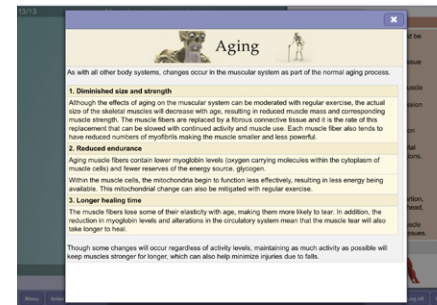 13/13
Aging
As with all other body systems, changes occur in the muscular system as part of the normal aging process.
1. Diminished size and strength
Although the effects of aging on the muscular system can be moderated with regular exercise, the actual
size of the skeletal muscles will decrease with age, resulting in reduced muscle mass and corresponding
muscle strength. The muscle fibers are replaced by a fibrous connective tissue and it is the rate of this
replacement that can be slowed with continued activity and muscle use. Each muscle fiber also tends to
have reduced numbers of myofibrils making the muscle smaller and less powerful.
2. Reduced endurance
Aging muscle fibers contain lower myoglobin levels (oxygen carrying molecules within the cytoplasm of
muscle cells) and fewer reserves of the energy source, glycogen.
Within the muscle cells, the mitochondria begin to function less effectively, resulting in less energy being
available. This mitochondrial change can also be mitigated with regular exercise.
3. Longer healing time
The muscle fibers lose some of their elasticity with age, making them more likely to tear. In addition, the
reduction in myoglobin levels and alterations in the circulatory system mean that the muscle tear will also
take longer to heal.
Though some changes will occur regardless of activity levels, maintaining as much activity as possible will
keep muscles stronger for longer, which can also help minimize injuries due to falls.
Menu
Log off